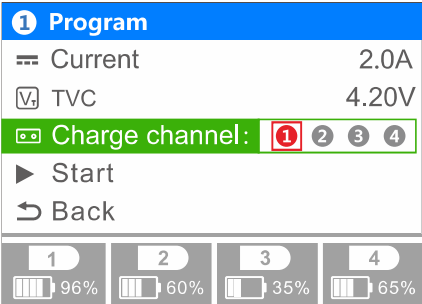 1 Program
Current 2.0A
VT TVC 4.20V
Charge channel: 1 2 3 4
Start
Back
1 2 3 4
96% 60% 35% 65%